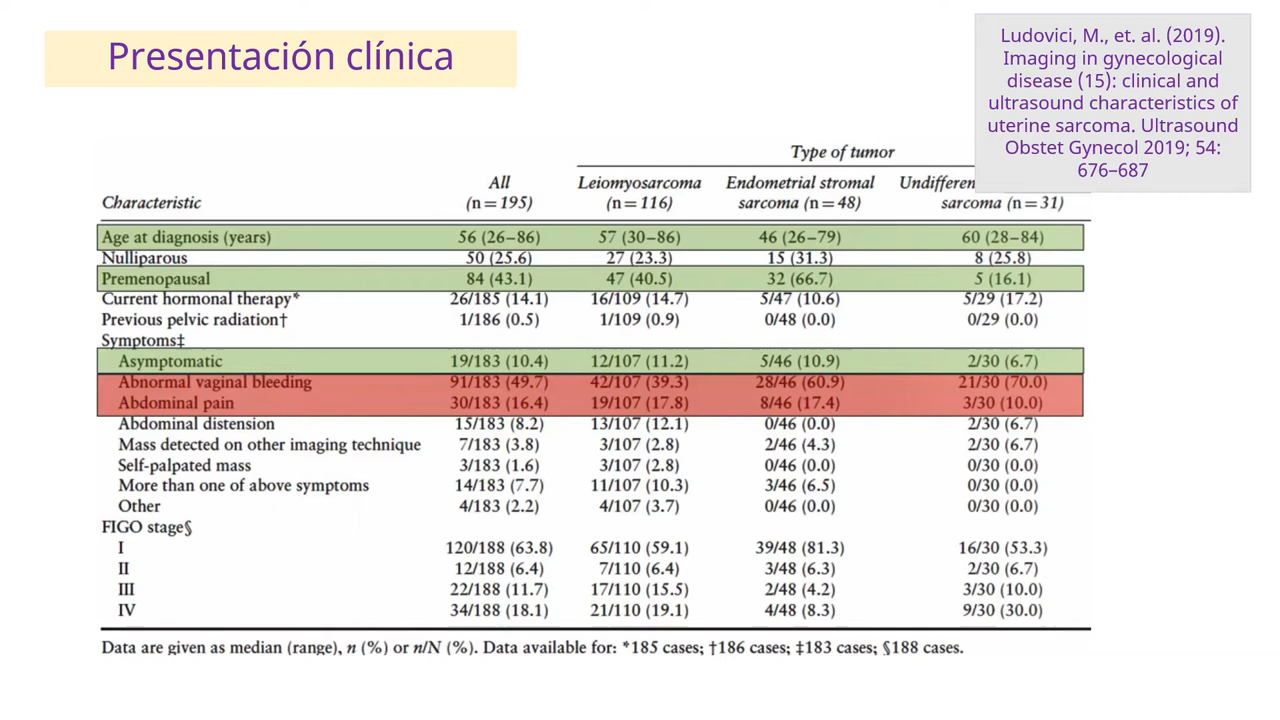 Presentación clínica
Ludovici, M., et. al. (2019).
Imaging in gynecological
disease (15): clinical and
ultrasound characteristics of
uterine sarcoma. Ultrasound
Obstet Gynecol 2019; 54:
676–687
Type of tumor
All Leiomyosarcoma Endometrial stromal
Characteristic (n=195) (n=116) sarcoma (n=48) sarcoma (n=31)
Age at diagnosis (years) 56 (26–86) 57 (30–86) 46 (26–79) 60 (28–84)
Nulliparous 50 (25.6) 27 (23.3) 15 (31.3) 8 (25.8)
Premenopausal 84 (43.1) 47 (40.5) 32 (66.7) 5 (16.1)
Current hormonal therapy* 26/185 (14.1) 16/109 (14.7) 5/47 (10.6) 5/29 (17.2)
Previous pelvic radiation† 1/186 (0.5) 1/109 (0.9) 0/48 (0.0) 0/29 (0.0)
Symptoms‡
Asymptomatic 19/183 (10.4) 12/107 (11.2) 5/46 (10.9) 2/30 (6.7)
Abnormal vaginal bleeding 91/183 (49.7) 42/107 (39.3) 28/46 (60.9) 21/30 (70.0)
Abdominal pain 30/183 (16.4) 19/107 (17.8) 8/46 (17.4) 3/30 (10.0)
Abdominal distension 15/183 (8.2) 13/107 (12.1) 0/46 (0.0) 2/30 (6.7)
Mass detected on other imaging technique 7/183 (3.8) 3/107 (2.8) 2/46 (4.3) 2/30 (6.7)
Self-palpated mass 3/183 (1.6) 3/107 (2.8) 0/46 (0.0) 0/30 (0.0)
More than one of above symptoms 14/183 (7.7) 11/107 (10.3) 3/46 (6.5) 0/30 (0.0)
Other 4/183 (2.2) 4/107 (3.7) 0/46 (0.0) 0/30 (0.0)
FIGO stage§
I 120/188 (63.8) 65/110 (59.1) 39/48 (81.3) 16/30 (53.3)
II 12/188 (6.4) 7/110 (6.4) 3/48 (6.3) 2/30 (6.7)
III 22/188 (11.7) 17/110 (15.5) 2/48 (4.2) 3/30 (10.0)
IV 34/188 (18.1) 21/110 (19.1) 4/48 (8.3) 9/30 (30.0)
Data are given as median (range), n (%) or n/N (%). Data available for: *185 cases; †186 cases; ‡183 cases; §188 cases.